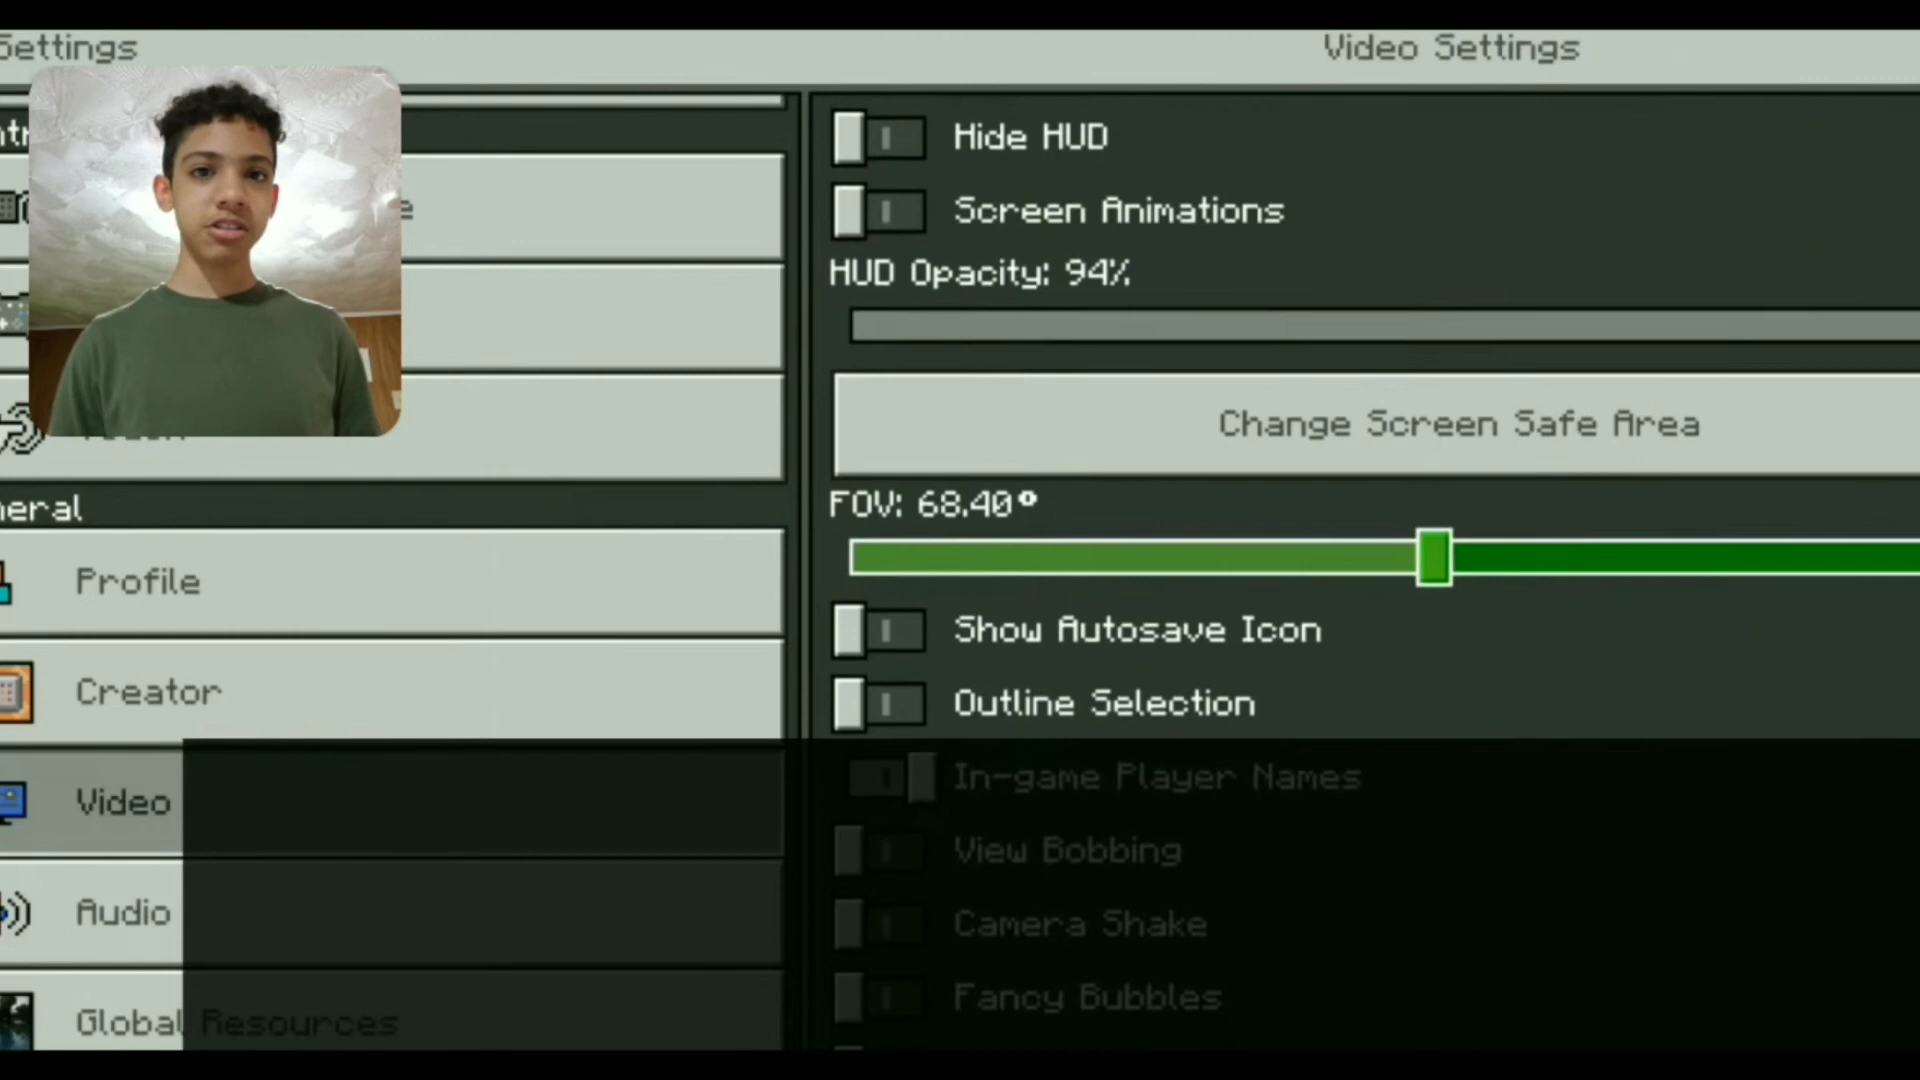 Settings
Video Settings
Hide HUD
Screen Animations
HUD Opacity: 94%
Change Screen Safe Area
FOV: 68.40°
Show Autosave Icon
Outline Selection
In-game Player Names
View Bobbing
Camera Shake
Fancy Bubbles
Profile
Creator
Video
Audio
Global Resources